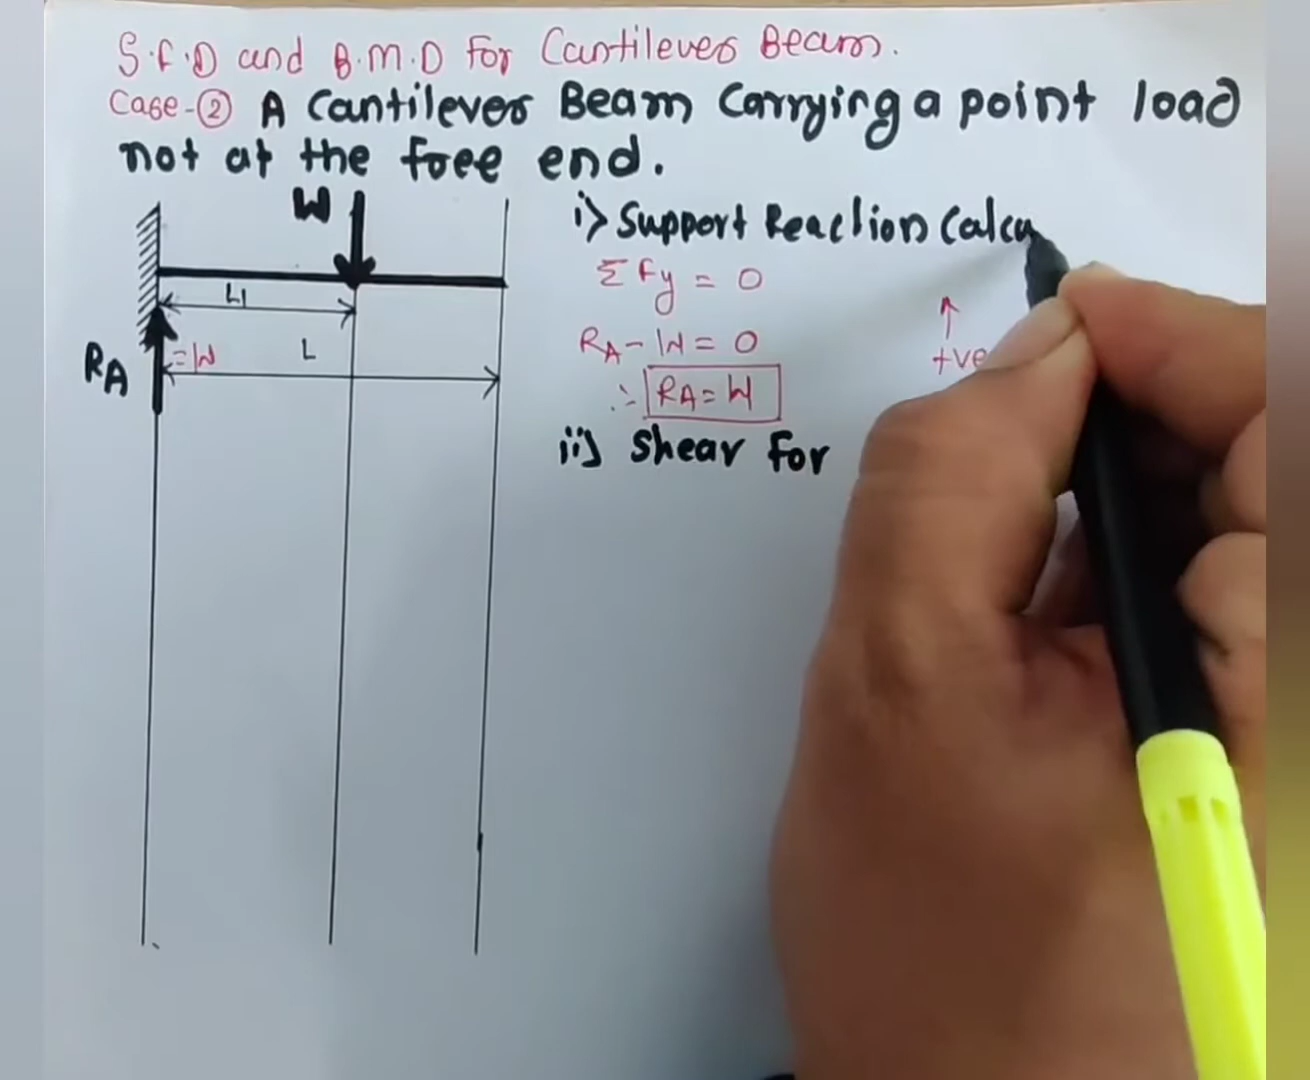 S.F.D and B.M.D For Cantilever Beam.
Case-② A Cantilever Beam Carrying a point load
not at the free end.
W
i) Support Reaction Calcu
ΣFy = 0
L1
RA - W = 0
L
RA
=W
+ve
∴ RA = W
ii) Shear For